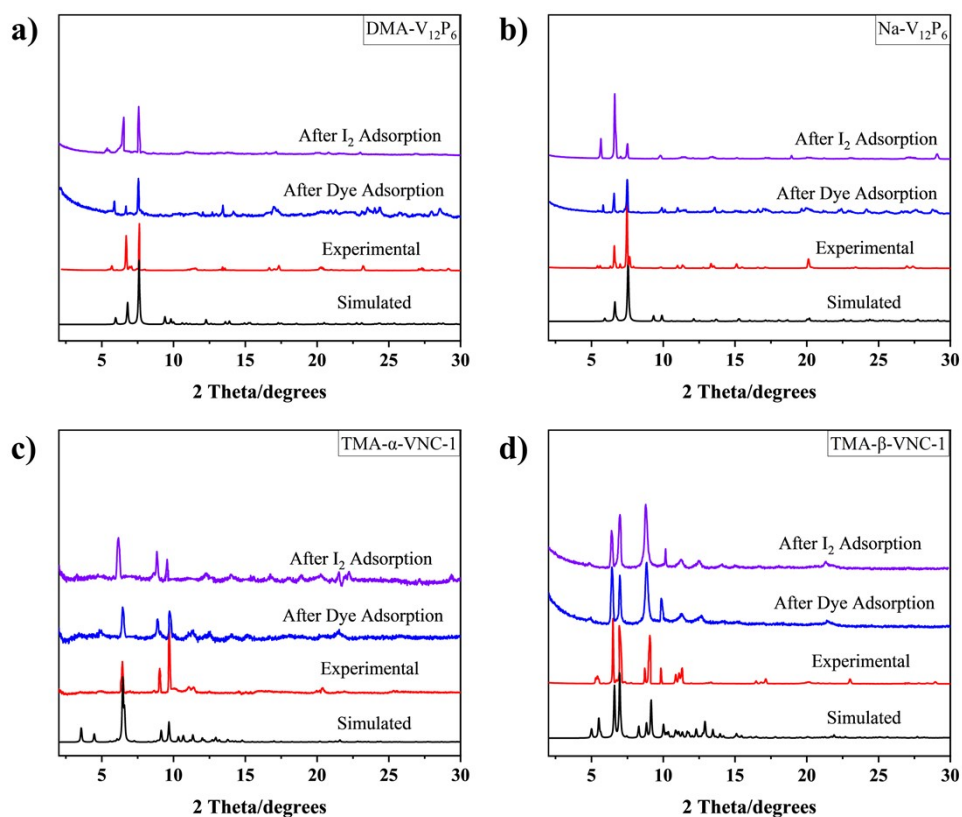 a)
DMA-V₁₂P₆
After I₂ Adsorption
After Dye Adsorption
Experimental
Simulated
5 10 15 20 25 30
2 Theta/degrees
b)
Na-V₁₂P₆
After I₂ Adsorption
After Dye Adsorption
Experimental
Simulated
5 10 15 20 25 30
2 Theta/degrees
c)
TMA-α-VNC-1
After I₂ Adsorption
After Dye Adsorption
Experimental
Simulated
5 10 15 20 25 30
2 Theta/degrees
d)
TMA-β-VNC-1
After I₂ Adsorption
After Dye Adsorption
Experimental
Simulated
5 10 15 20 25 30
2 Theta/degrees